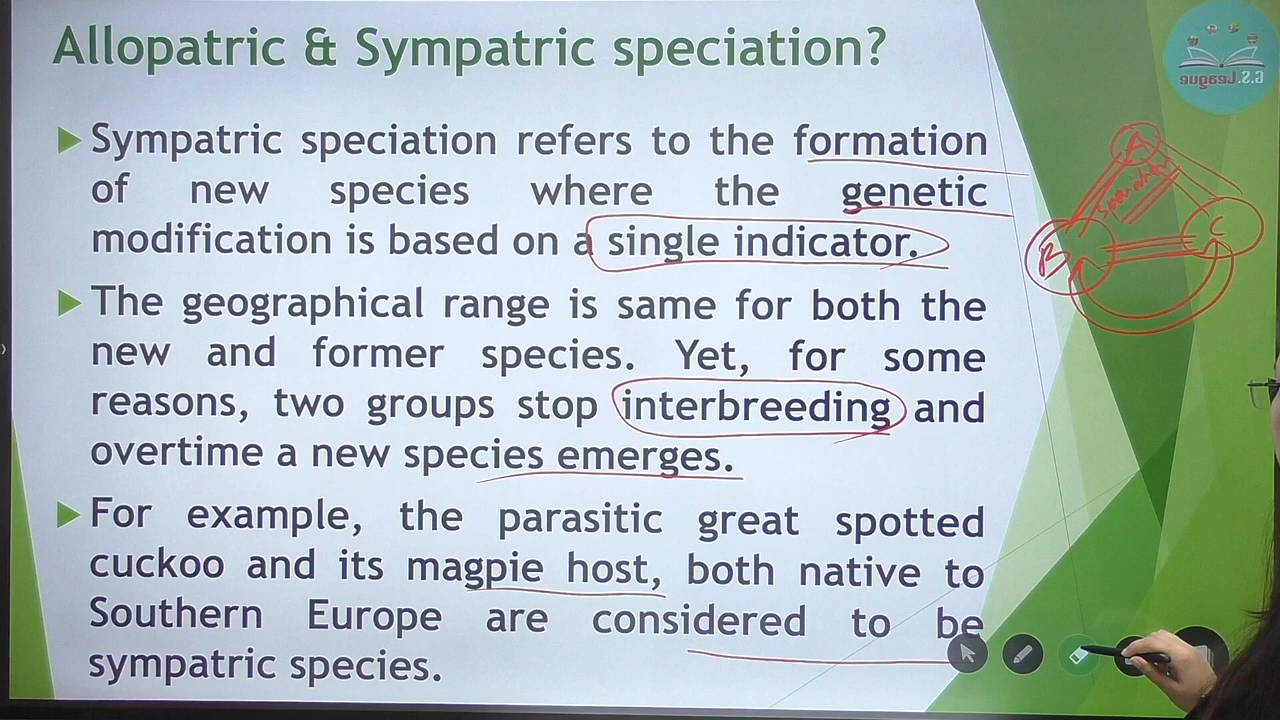 Allopatric & Sympatric speciation?
Sympatric speciation refers to the formation
of new species where the genetic
modification is based on a single indicator.
The geographical range is same for both the
new and former species. Yet, for some
reasons, two groups stop interbreeding and
overtime a new species emerges.
For example, the parasitic great spotted
cuckoo and its magpie host, both native to
Southern Europe are considered to be
sympatric species.
G.S.League
A
B
C